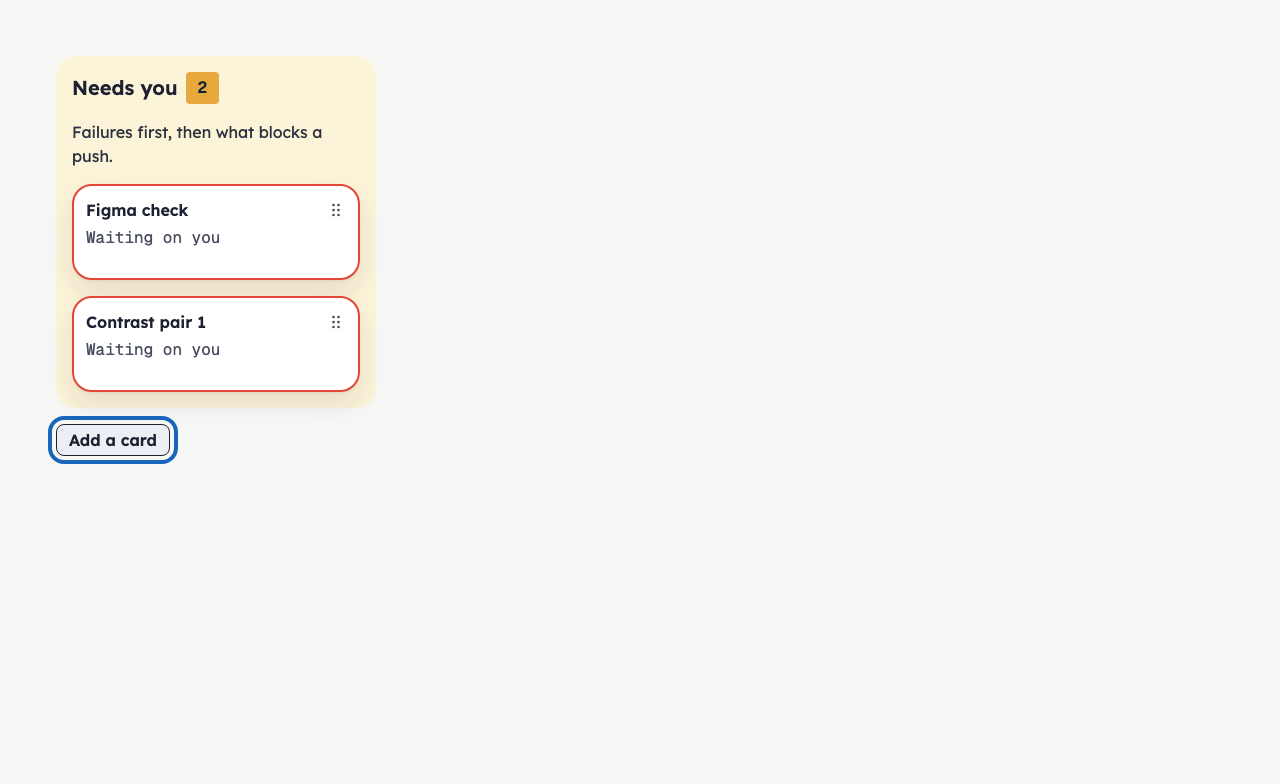 Needs you 2
Failures first, then what blocks a
push.
Figma check
Waiting on you
Contrast pair 1
Waiting on you
Add a card